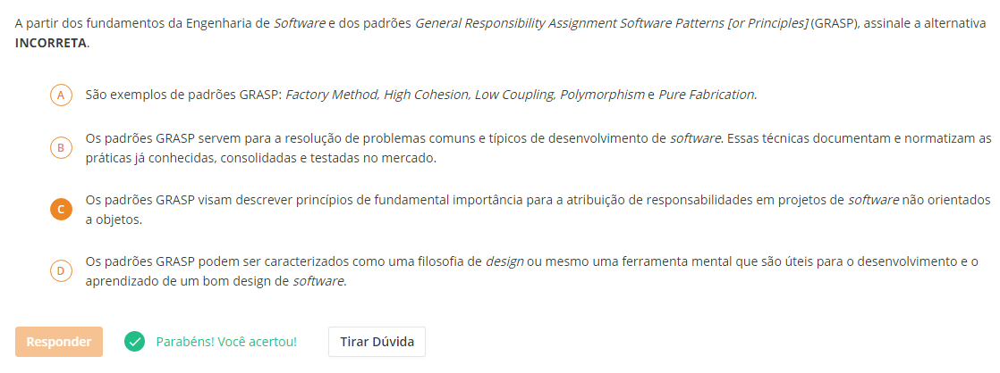 A partir dos fundamentos da Engenharia de Software e dos padrões General Responsibility Assignment Software Patterns [or Principles] (GRASP), assinale a alternativa
INCORRETA.
A São exemplos de padrões GRASP: Factory Method, High Cohesion, Low Coupling, Polymorphism e Pure Fabrication.
B Os padrões GRASP servem para a resolução de problemas comuns e típicos de desenvolvimento de software. Essas técnicas documentam e normatizam as
práticas já conhecidas, consolidadas e testadas no mercado.
C Os padrões GRASP visam descrever princípios de fundamental importância para a atribuição de responsabilidades em projetos de software não orientados
a objetos.
D Os padrões GRASP podem ser caracterizados como uma filosofia de design ou mesmo uma ferramenta mental que são úteis para o desenvolvimento e o
aprendizado de um bom design de software.
Responder Parabéns! Você acertou! Tirar Dúvida